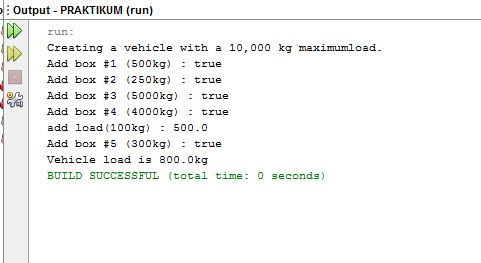 Output - PRAKTIKUM (run)
run:
Creating a vehicle with a 10,000 kg maximumload.
Add box #1 (500kg) : true
Add box #2 (250kg) : true
Add box #3 (5000kg) : true
Add box #4 (4000kg) : true
add load(100kg) : 500.0
Add box #5 (300kg) : true
Vehicle load is 800.0kg
BUILD SUCCESSFUL (total time: 0 seconds)